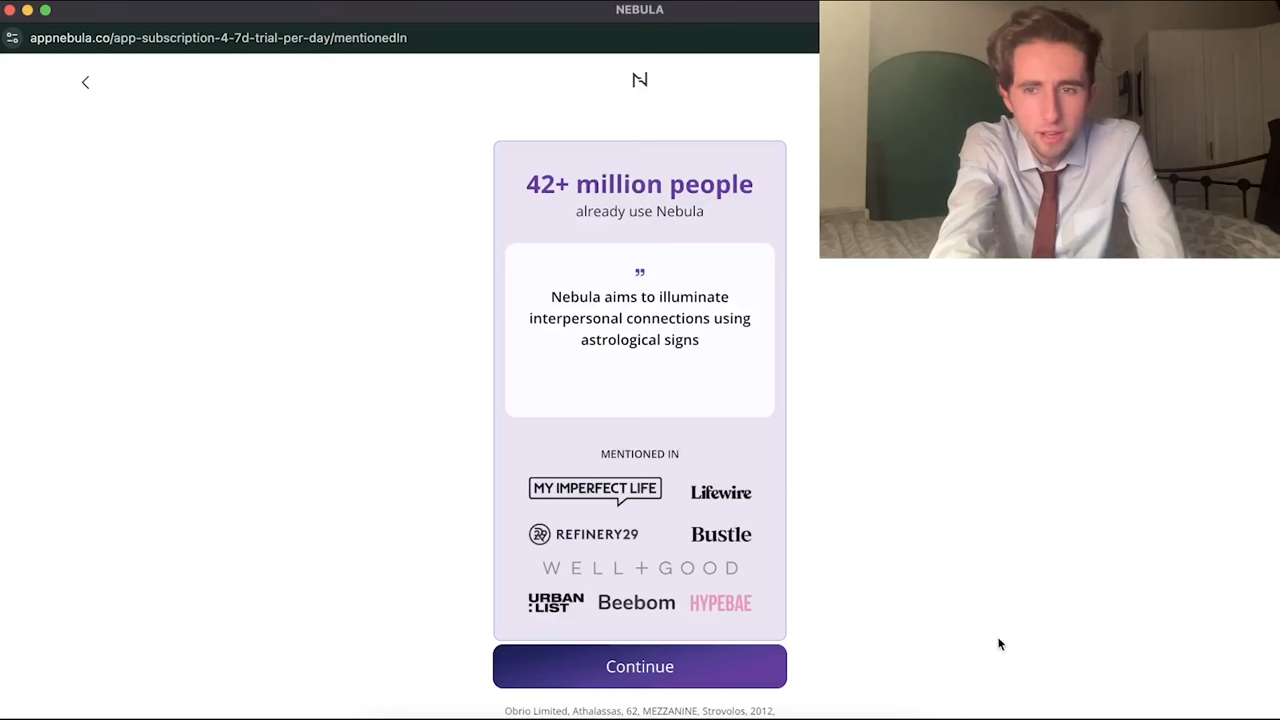 NEBULA
appnebula.co/app-subscription-4-7d-trial-per-day/mentionedIn
42+ million people
already use Nebula
”
Nebula aims to illuminate
interpersonal connections using
astrological signs
MENTIONED IN
MY IMPERFECT LIFE Lifewire
29 REFINERY29 Bustle
WELL+GOOD
URBAN
:LIST Beebom HYPEBAE
Continue
Obrio Limited, Athalassas, 62, MEZZANINE, Strovolos, 2012,